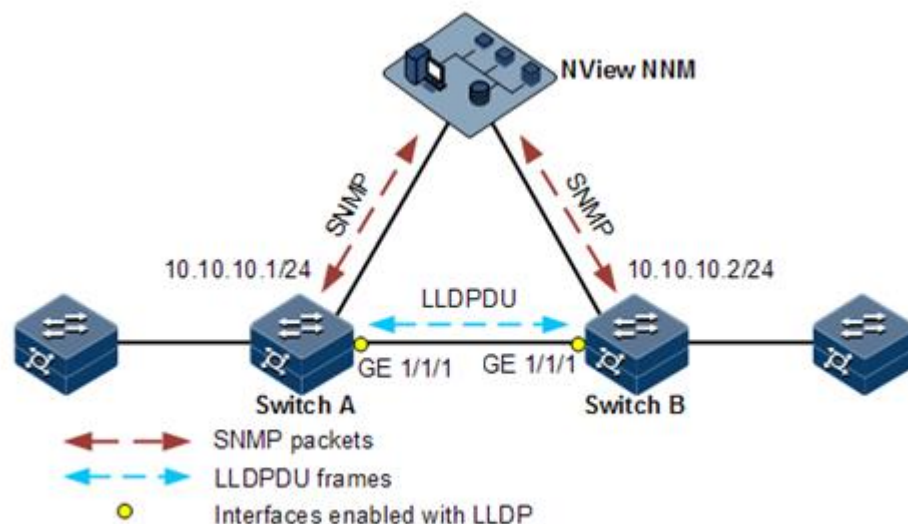 NView NNM
SNMP
SNMP
10.10.10.1/24
10.10.10.2/24
LLDPDU
GE 1/1/1
GE 1/1/1
Switch A
Switch B
SNMP packets
LLDPDU frames
Interfaces enabled with LLDP